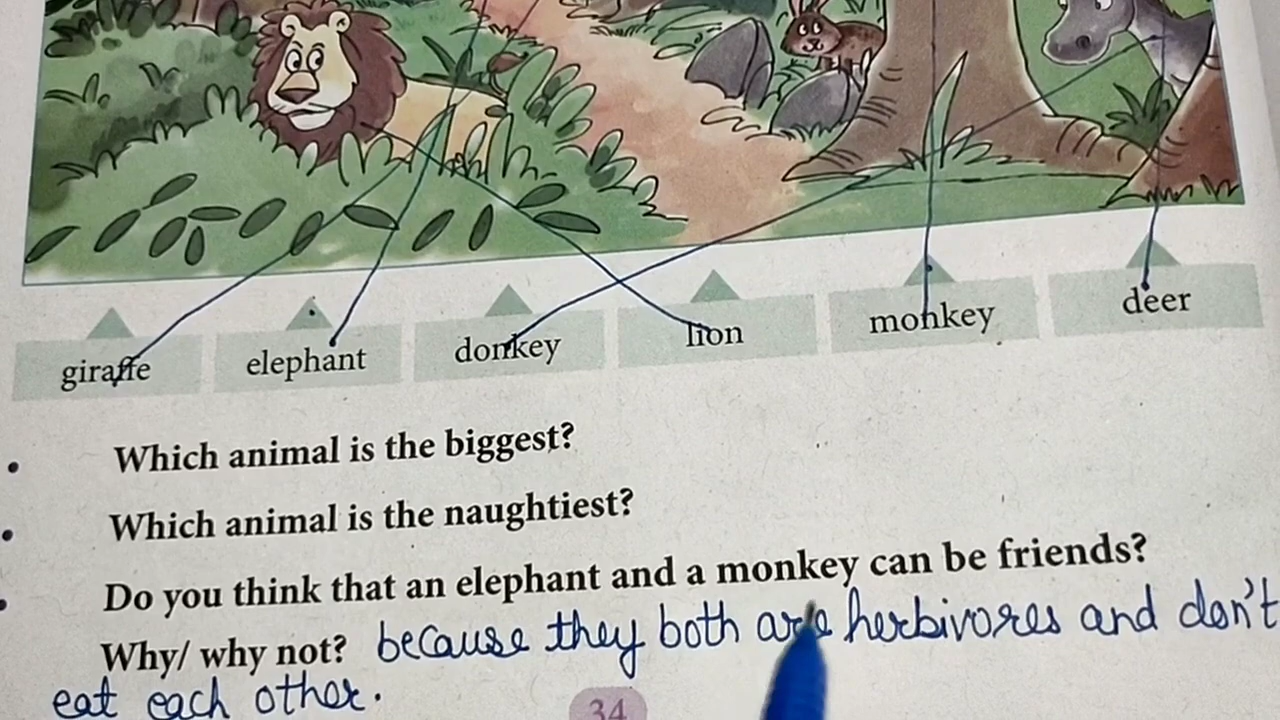 giraffe elephant donkey lion monkey deer
Which animal is the biggest?
Which animal is the naughtiest?
Do you think that an elephant and a monkey can be friends?
Why/ why not? because they both are herbivores and don't
eat each other.
34